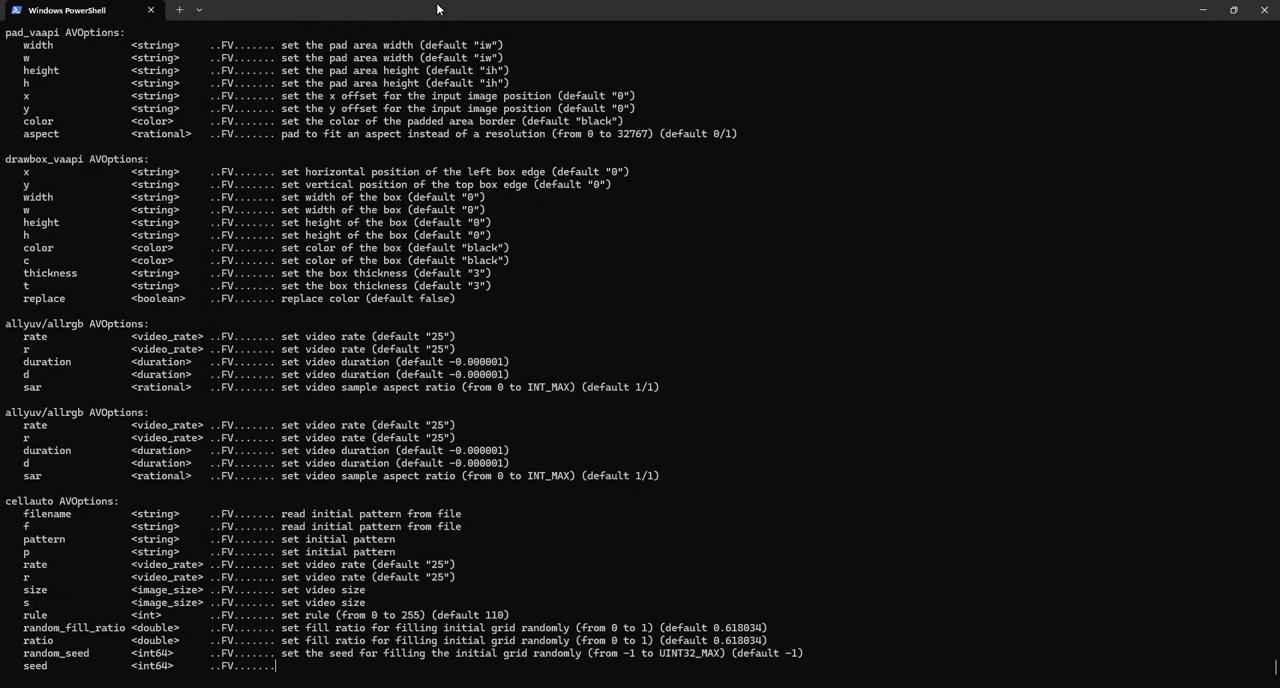 Windows PowerShell
pad_vaapi AVOptions:
width <string> ..FV....... set the pad area width (default "iw")
w <string> ..FV....... set the pad area width (default "iw")
height <string> ..FV....... set the pad area height (default "ih")
h <string> ..FV....... set the pad area height (default "ih")
x <string> ..FV....... set the x offset for the input image position (default "0")
y <string> ..FV....... set the y offset for the input image position (default "0")
color <color> ..FV....... set the color of the padded area border (default "black")
aspect <rational> ..FV....... pad to fit an aspect instead of a resolution (from 0 to 32767) (default 0/1)
drawbox_vaapi AVOptions:
x <string> ..FV....... set horizontal position of the left box edge (default "0")
y <string> ..FV....... set vertical position of the top box edge (default "0")
width <string> ..FV....... set width of the box (default "0")
w <string> ..FV....... set width of the box (default "0")
height <string> ..FV....... set height of the box (default "0")
h <string> ..FV....... set height of the box (default "0")
color <color> ..FV....... set color of the box (default "black")
c <color> ..FV....... set color of the box (default "black")
thickness <string> ..FV....... set the box thickness (default "3")
t <string> ..FV....... set the box thickness (default "3")
replace <boolean> ..FV....... replace color (default false)
allyuv/allrgb AVOptions:
rate <video_rate> ..FV....... set video rate (default "25")
r <video_rate> ..FV....... set video rate (default "25")
duration <duration> ..FV....... set video duration (default -0.000001)
d <duration> ..FV....... set video duration (default -0.000001)
sar <rational> ..FV....... set video sample aspect ratio (from 0 to INT_MAX) (default 1/1)
allyuv/allrgb AVOptions:
rate <video_rate> ..FV....... set video rate (default "25")
r <video_rate> ..FV....... set video rate (default "25")
duration <duration> ..FV....... set video duration (default -0.000001)
d <duration> ..FV....... set video duration (default -0.000001)
sar <rational> ..FV....... set video sample aspect ratio (from 0 to INT_MAX) (default 1/1)
cellauto AVOptions:
filename <string> ..FV....... read initial pattern from file
f <string> ..FV....... read initial pattern from file
pattern <string> ..FV....... set initial pattern
p <string> ..FV....... set initial pattern
rate <video_rate> ..FV....... set video rate (default "25")
r <video_rate> ..FV....... set video rate (default "25")
size <image_size> ..FV....... set video size
s <image_size> ..FV....... set video size
rule <int> ..FV....... set rule (from 0 to 255) (default 110)
random_fill_ratio <double> ..FV....... set fill ratio for filling initial grid randomly (from 0 to 1) (default 0.618034)
ratio <double> ..FV....... set fill ratio for filling initial grid randomly (from 0 to 1) (default 0.618034)
random_seed <int64> ..FV....... set the seed for filling the initial grid randomly (from -1 to UINT32_MAX) (default -1)
seed <int64> ..FV.......